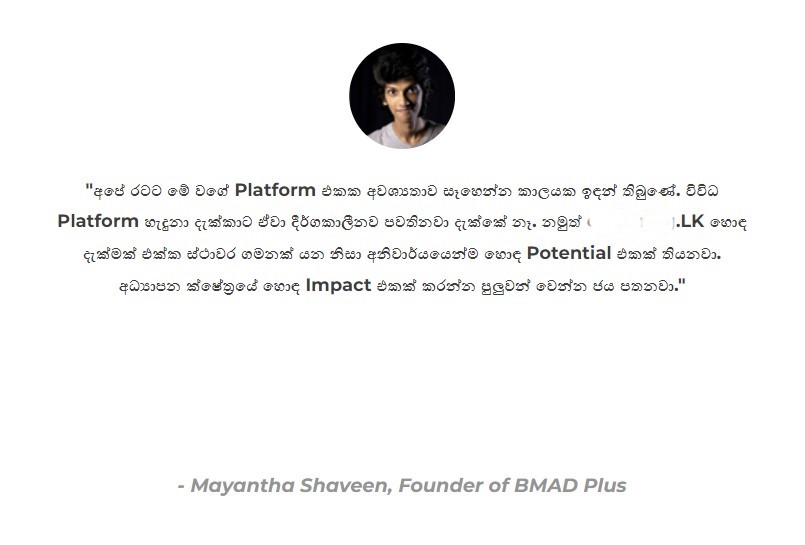 "අපේ රටට මේ වගේ Platform එකක අවශ්‍යතාව සෑහෙන්න කාලයක ඉඳන් තිබුණේ. විවිධ
Platform හැදුනා දැක්කාට ඒවා දීර්ගකාලීනව පවතිනවා දැක්කේ නෑ. නමුත් .LK හොඳ
දැක්මක් එක්ක ස්ථාවර ගමනක් යන නිසා අනිවාර්යයෙන්ම හොඳ Potential එකක් තියනවා.
අධ්‍යාපන ක්ෂේත්‍රයේ හොඳ Impact එකක් කරන්න පුලුවන් වෙන්න ජය පතනවා."
- Mayantha Shaveen, Founder of BMAD Plus